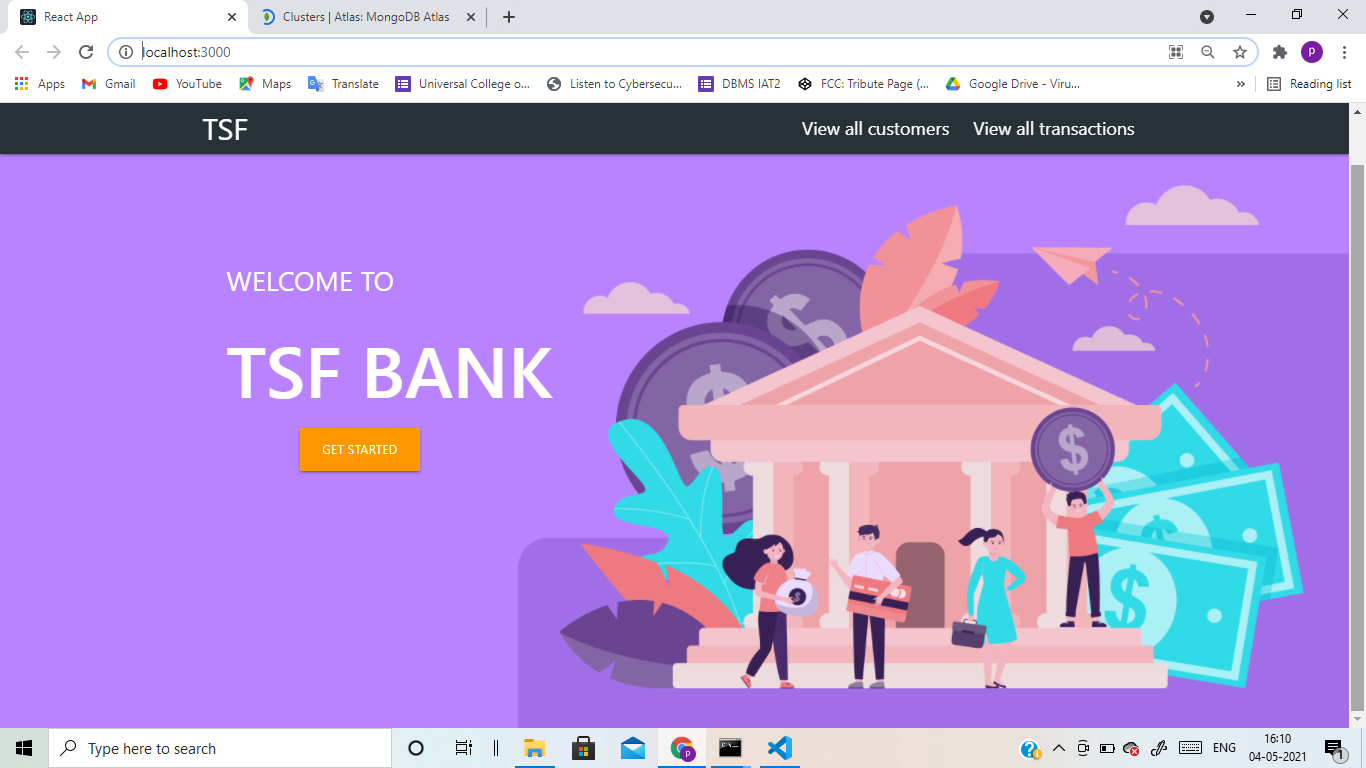 React App
Clusters | Atlas: MongoDB Atlas
localhost:3000
P
Apps
Gmail
YouTube
Maps
Translate
Universal College o...
Listen to Cybersecu...
DBMS IAT2
FCC: Tribute Page (...
Google Drive - Viru...
»
Reading list
TSF
View all customers
View all transactions
WELCOME TO
TSF BANK
GET STARTED
$
$
$
$
$
$
Type here to search
P
ENG
16:10
04-05-2021
1